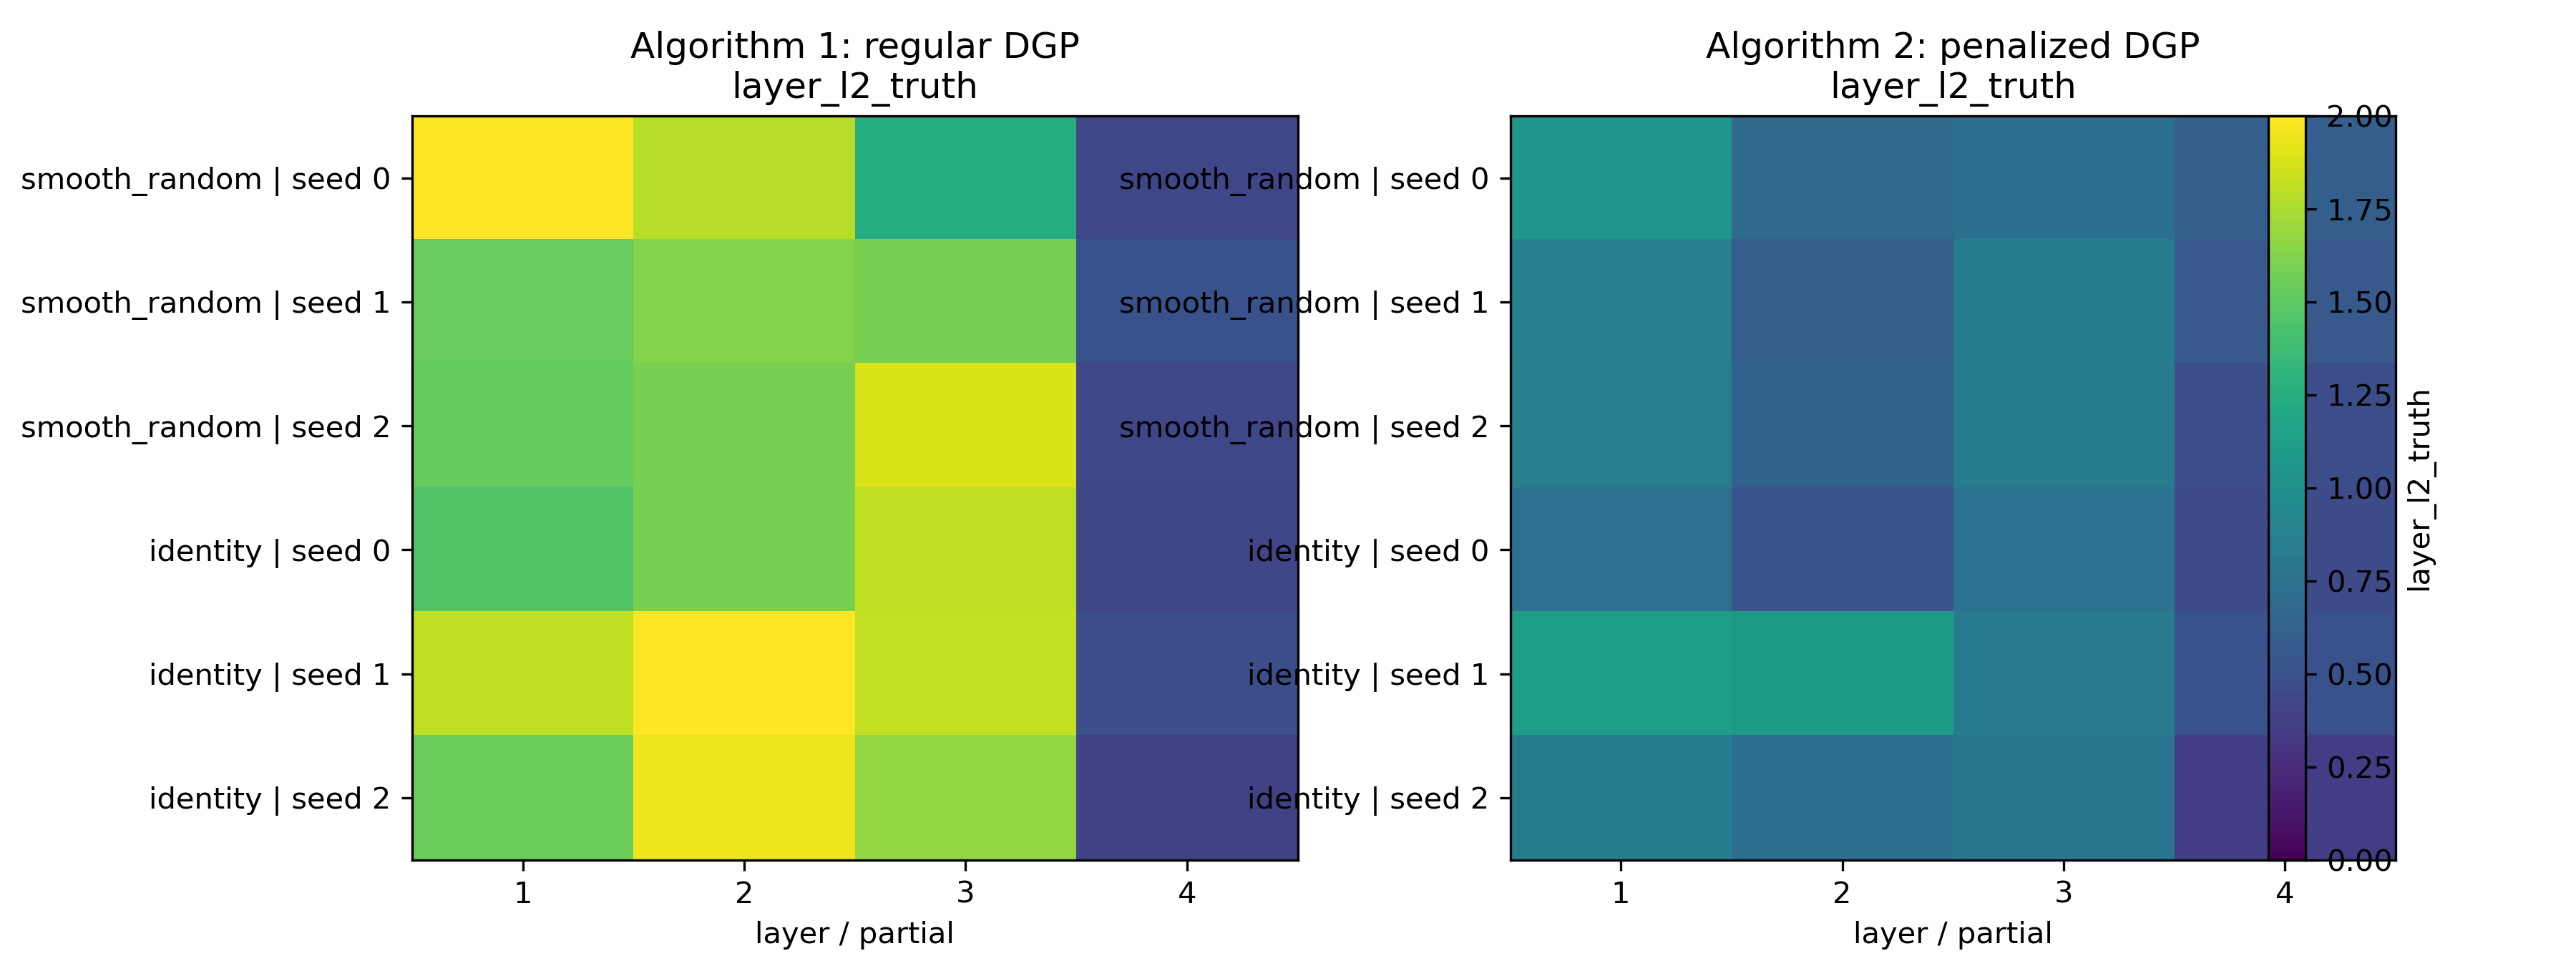 Algorithm 1: regular DGP
layer_l2_truth
smooth_random | seed 0
smooth_random | seed 1
smooth_random | seed 2
identity | seed 0
identity | seed 1
identity | seed 2
1 2 3 4
layer / partial
Algorithm 2: penalized DGP
layer_l2_truth
smooth_random | seed 0
smooth_random | seed 1
smooth_random | seed 2
identity | seed 0
identity | seed 1
identity | seed 2
1 2 3 4
layer / partial
2.00
1.75
1.50
1.25
1.00
0.75
0.50
0.25
0.00
layer_l2_truth